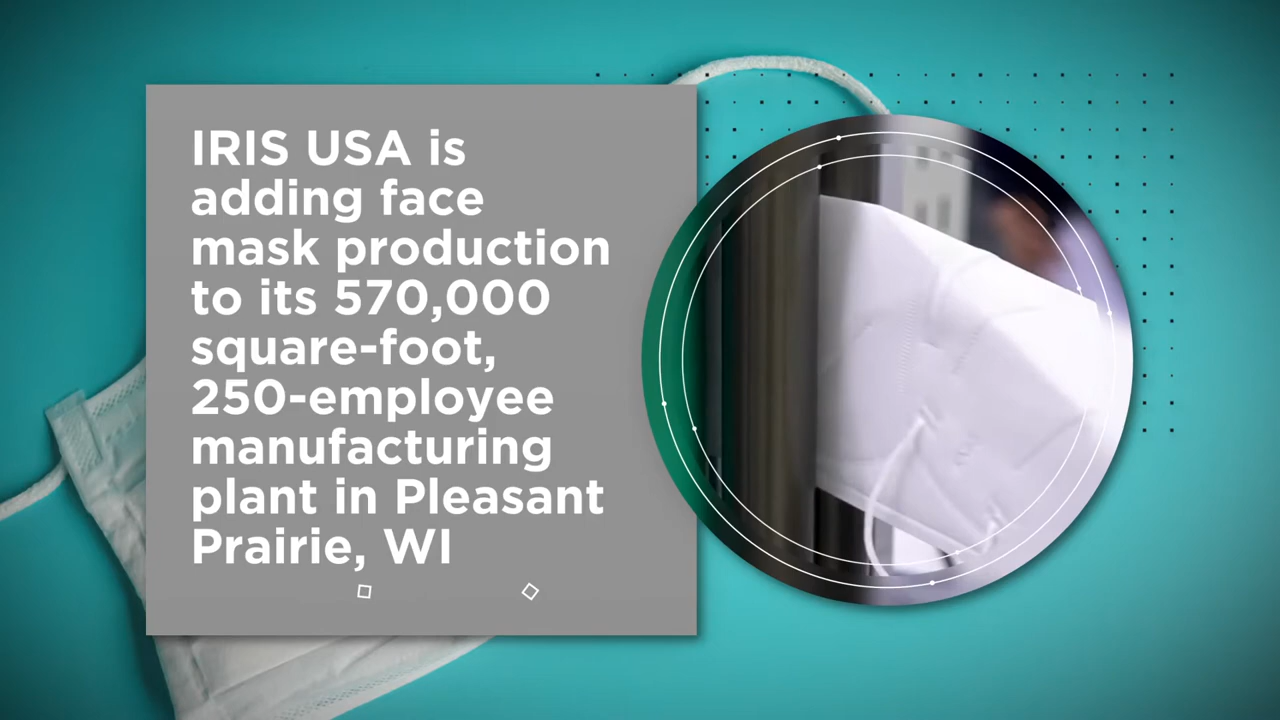 IRIS USA is
adding face
mask production
to its 570,000
square-foot,
250-employee
manufacturing
plant in Pleasant
Prairie, WI